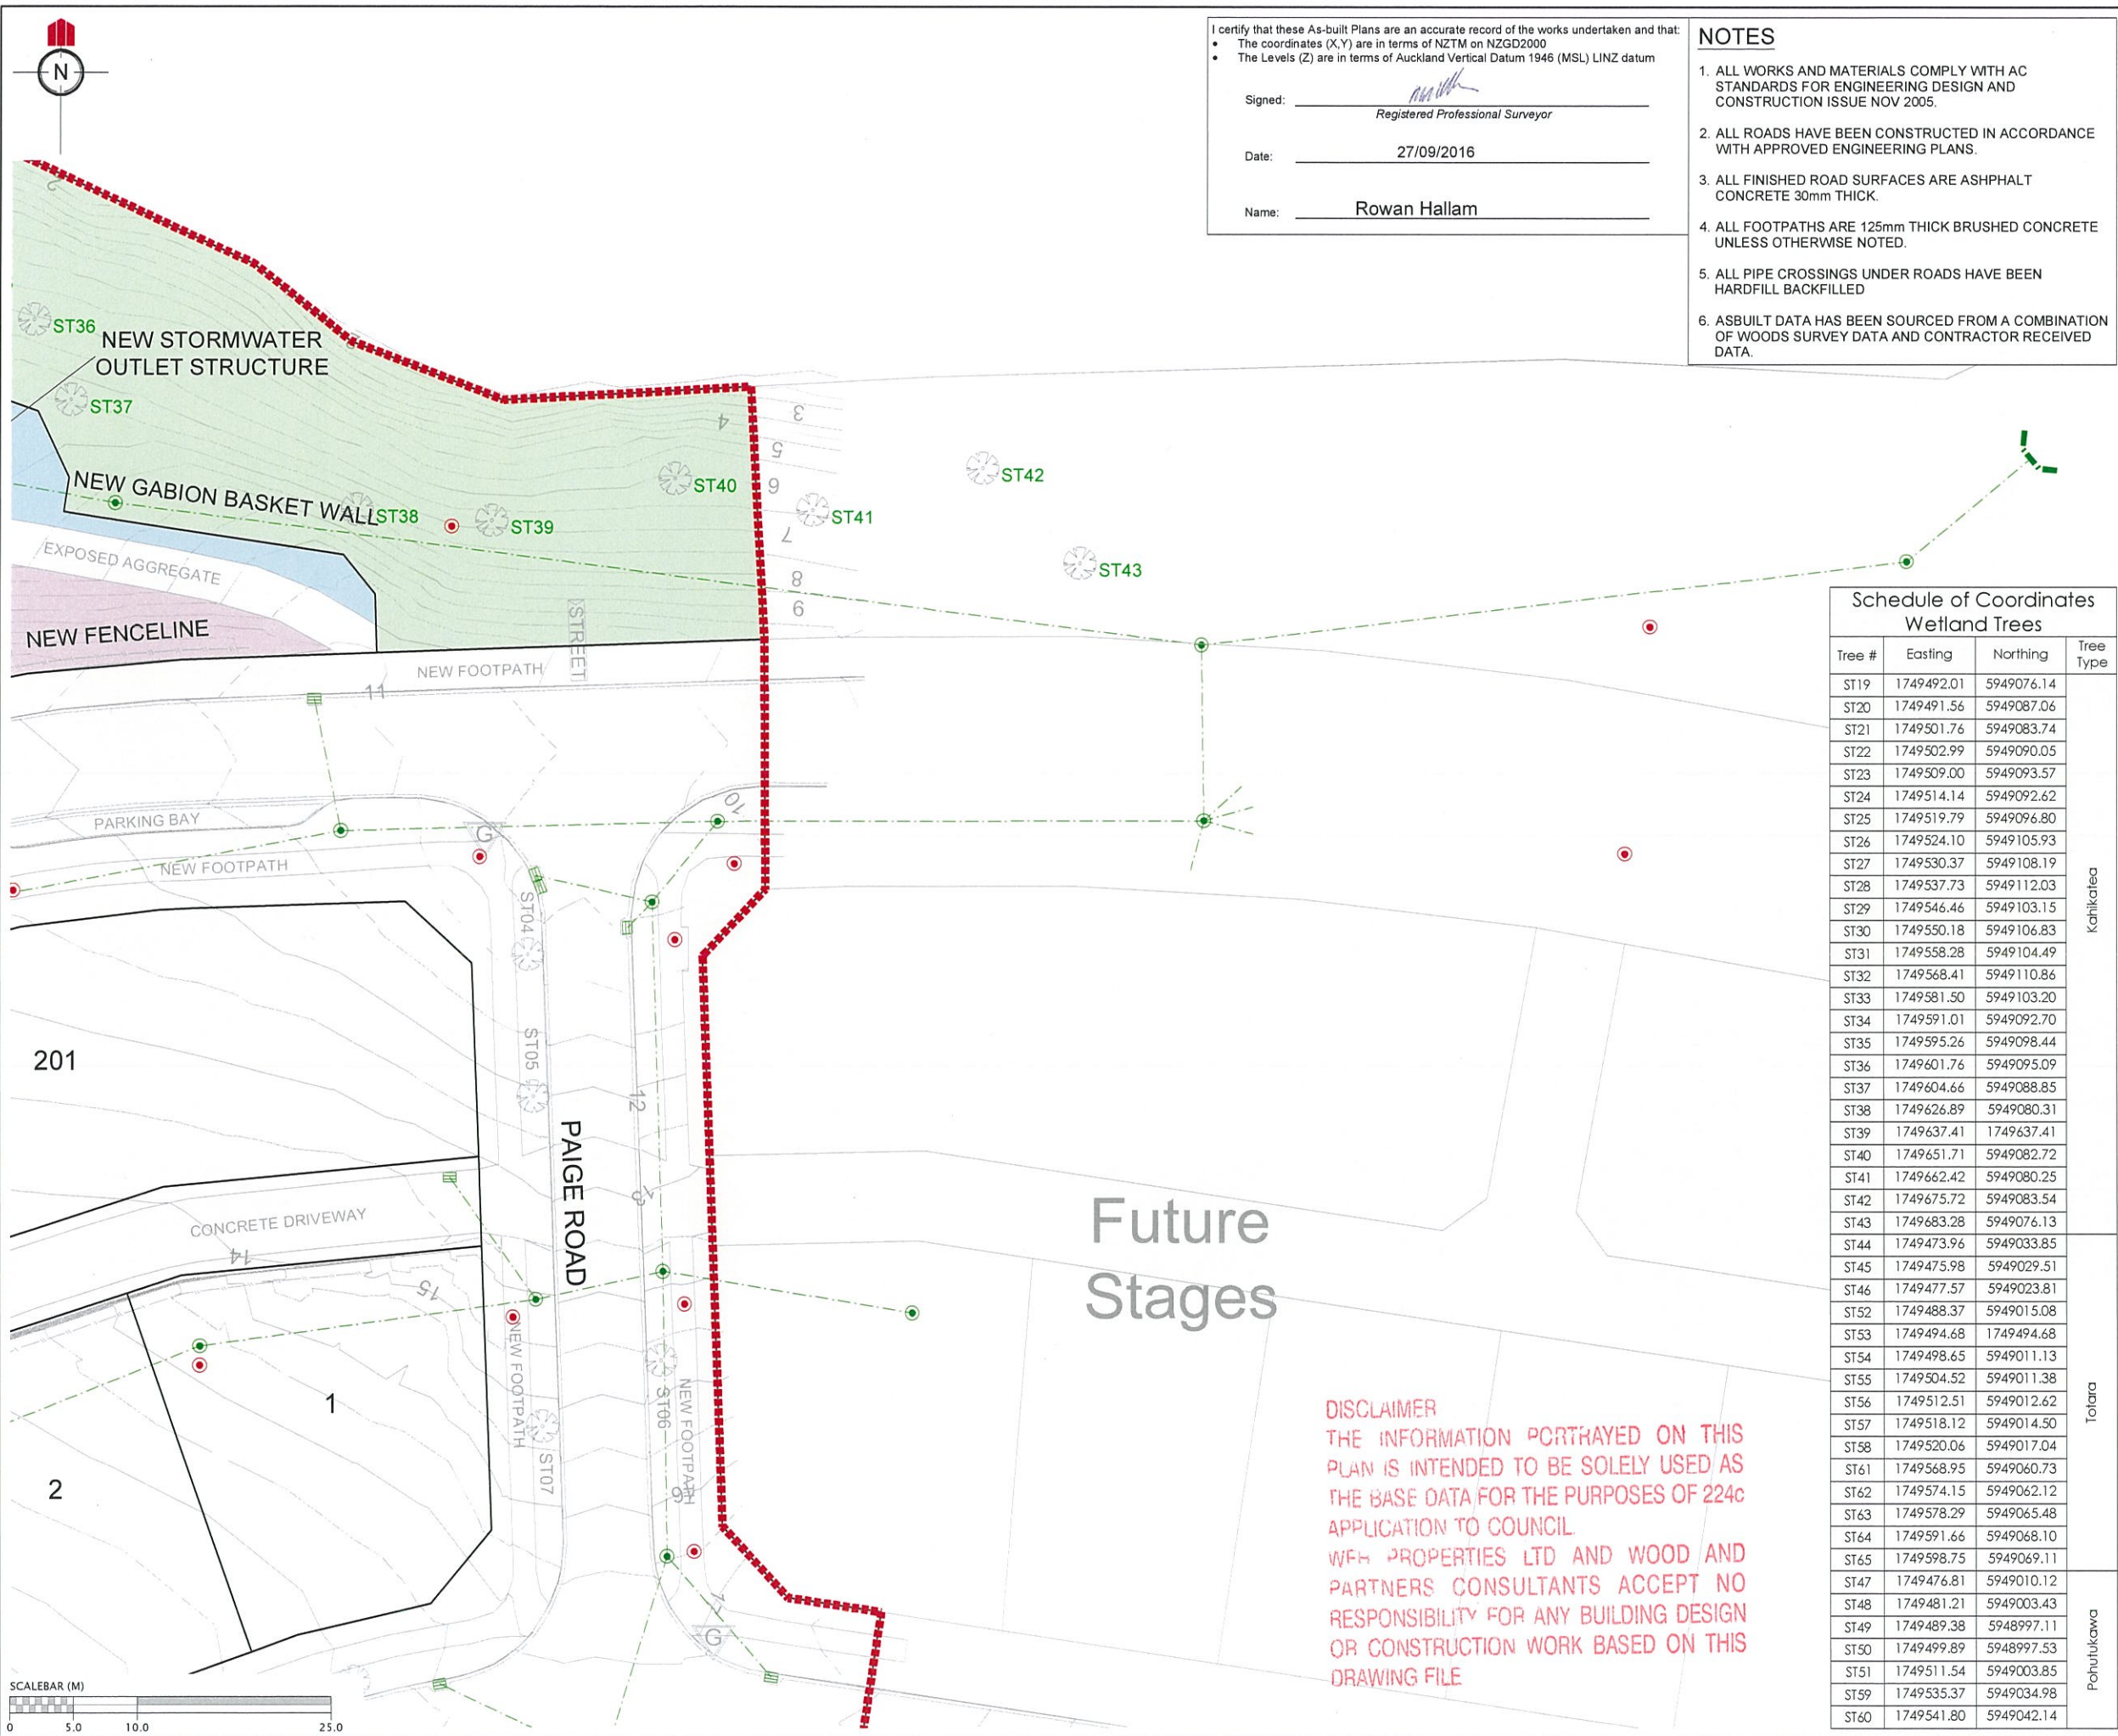 N
I certify that these As-built Plans are an accurate record of the works undertaken and that:
• The coordinates (X,Y) are in terms of NZTM on NZGD2000
• The Levels (Z) are in terms of Auckland Vertical Datum 1946 (MSL) LINZ datum
Signed:
Registered Professional Surveyor
Date: 27/09/2016
Name: Rowan Hallam
NOTES
1. ALL WORKS AND MATERIALS COMPLY WITH AC
STANDARDS FOR ENGINEERING DESIGN AND
CONSTRUCTION ISSUE NOV 2005.
2. ALL ROADS HAVE BEEN CONSTRUCTED IN ACCORDANCE
WITH APPROVED ENGINEERING PLANS.
3. ALL FINISHED ROAD SURFACES ARE ASHPHALT
CONCRETE 30mm THICK.
4. ALL FOOTPATHS ARE 125mm THICK BRUSHED CONCRETE
UNLESS OTHERWISE NOTED.
5. ALL PIPE CROSSINGS UNDER ROADS HAVE BEEN
HARDFILL BACKFILLED
6. ASBUILT DATA HAS BEEN SOURCED FROM A COMBINATION
OF WOODS SURVEY DATA AND CONTRACTOR RECEIVED
DATA.
2
ST36
NEW STORMWATER
OUTLET STRUCTURE
ST37
4
3
5
6
7
8
9
ST40
ST42
ST41
ST43
NEW GABION BASKET WALL
ST38
ST39
EXPOSED AGGREGATE
NEW FENCELINE
STREET
NEW FOOTPATH
11
10
PARKING BAY
G
NEW FOOTPATH
ST04
201
ST05
12
PAIGE ROAD
13
CONCRETE DRIVEWAY
14
15
Future
Stages
NEW FOOTPATH
1
ST06
NEW FOOTPATH
ST07
2
16
17
G
SCALEBAR (M)
0 5.0 10.0 25.0
DISCLAIMER
THE INFORMATION PORTRAYED ON THIS
PLAN IS INTENDED TO BE SOLELY USED AS
THE BASE DATA FOR THE PURPOSES OF 224c
APPLICATION TO COUNCIL.
WFH PROPERTIES LTD AND WOOD AND
PARTNERS CONSULTANTS ACCEPT NO
RESPONSIBILITY FOR ANY BUILDING DESIGN
OR CONSTRUCTION WORK BASED ON THIS
DRAWING FILE
Schedule of Coordinates
Wetland Trees
Tree # Easting Northing Tree Type
ST19 1749492.01 5949076.14
ST20 1749491.56 5949087.06
ST21 1749501.76 5949083.74
ST22 1749502.99 5949090.05
ST23 1749509.00 5949093.57
ST24 1749514.14 5949092.62
ST25 1749519.79 5949096.80
ST26 1749524.10 5949105.93
ST27 1749530.37 5949108.19
ST28 1749537.73 5949112.03
ST29 1749546.46 5949103.15
ST30 1749550.18 5949106.83
ST31 1749558.28 5949104.49
ST32 1749568.41 5949110.86
ST33 1749581.50 5949103.20
ST34 1749591.01 5949092.70
ST35 1749595.26 5949098.44
ST36 1749601.76 5949095.09
ST37 1749604.66 5949088.85
ST38 1749626.89 5949080.31
ST39 1749637.41 1749637.41
ST40 1749651.71 5949082.72
ST41 1749662.42 5949080.25
ST42 1749675.72 5949083.54
ST43 1749683.28 5949076.13
Kahikatea
ST44 1749473.96 5949033.85
ST45 1749475.98 5949029.51
ST46 1749477.57 5949023.81
ST52 1749488.37 5949015.08
ST53 1749494.68 1749494.68
ST54 1749498.65 5949011.13
ST55 1749504.52 5949011.38
ST56 1749512.51 5949012.62
ST57 1749518.12 5949014.50
ST58 1749520.06 5949017.04
ST61 1749568.95 5949060.73
ST62 1749574.15 5949062.12
ST63 1749578.29 5949065.48
ST64 1749591.66 5949068.10
ST65 1749598.75 5949069.11
Totara
ST47 1749476.81 5949010.12
ST48 1749481.21 5949003.43
ST49 1749489.38 5948997.11
ST50 1749499.89 5948997.53
ST51 1749511.54 5949003.85
ST59 1749535.37 5949034.98
ST60 1749541.80 5949042.14
Pohutukawa